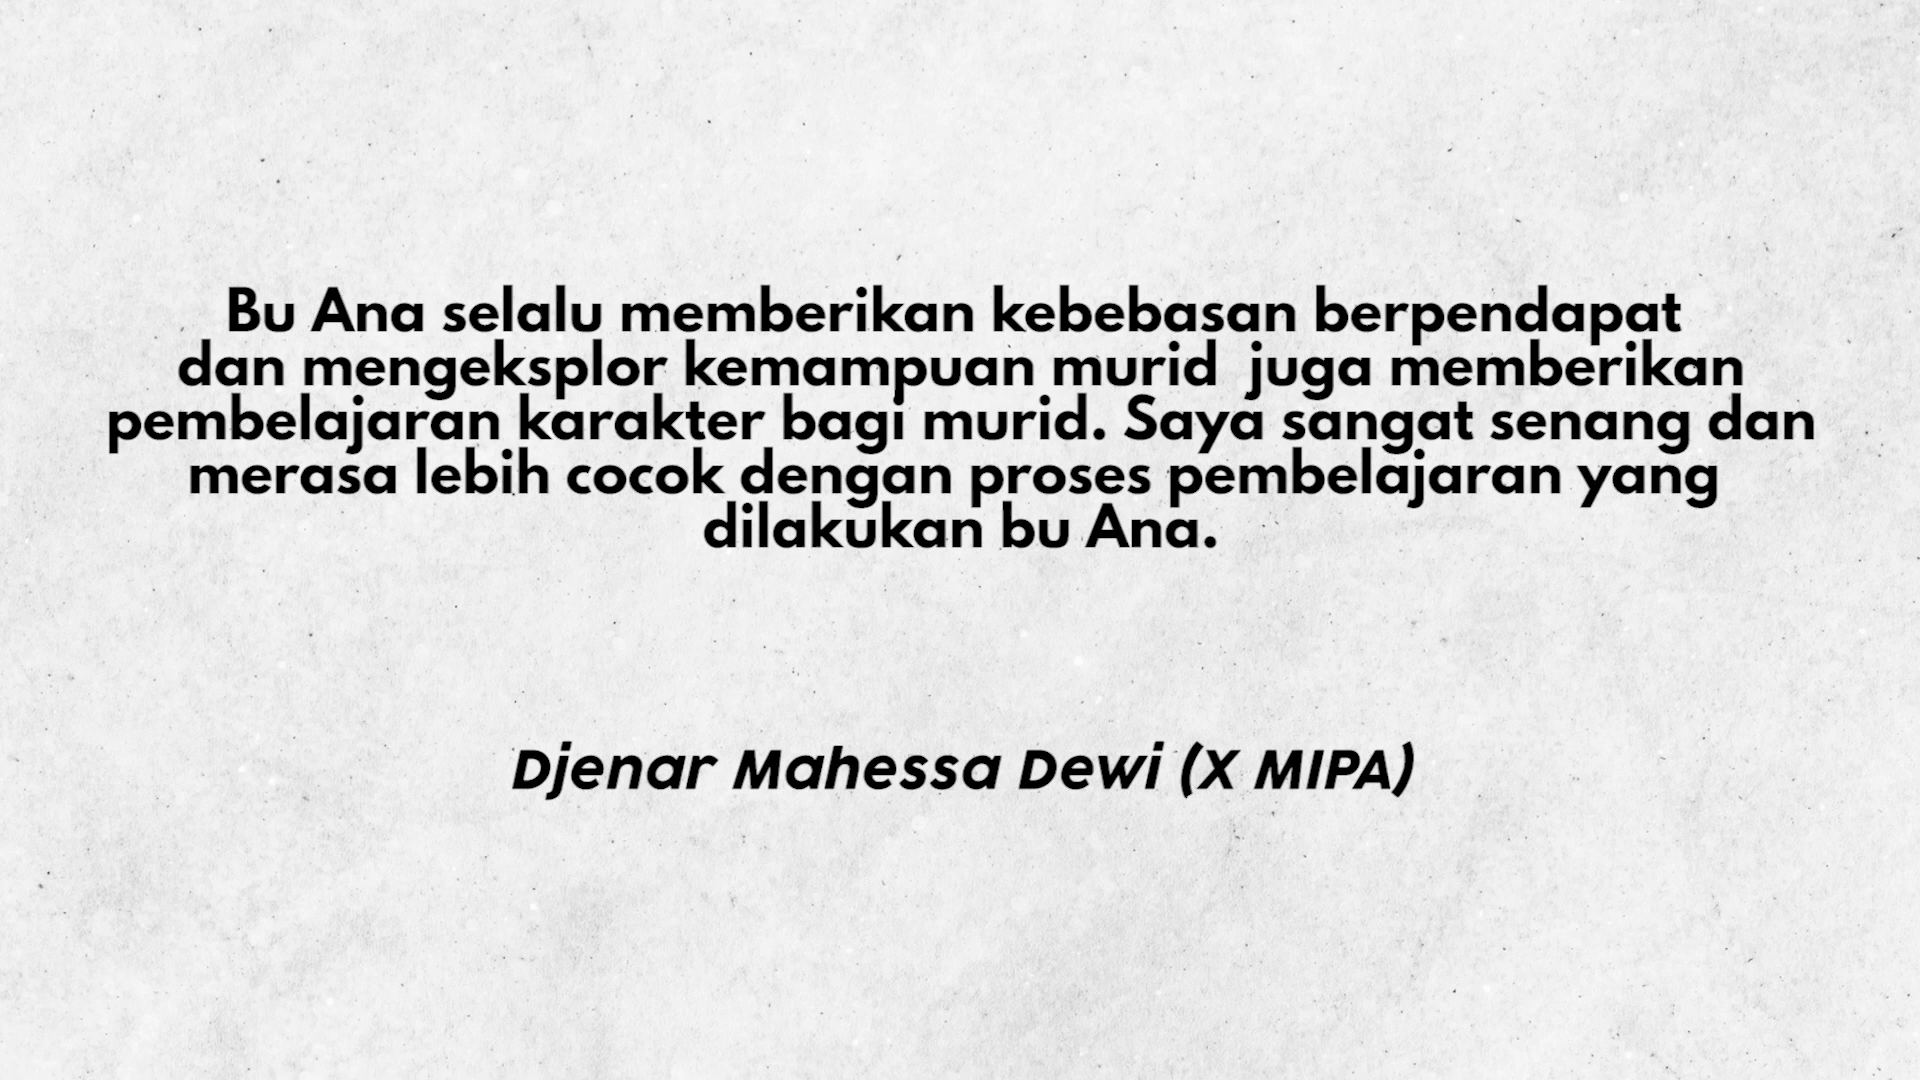 Bu Ana selalu memberikan kebebasan berpendapat
dan mengeksplor kemampuan murid  juga memberikan
pembelajaran karakter bagi murid. Saya sangat senang dan
merasa lebih cocok dengan proses pembelajaran yang
dilakukan bu Ana.
Djenar Mahessa Dewi (X MIPA)